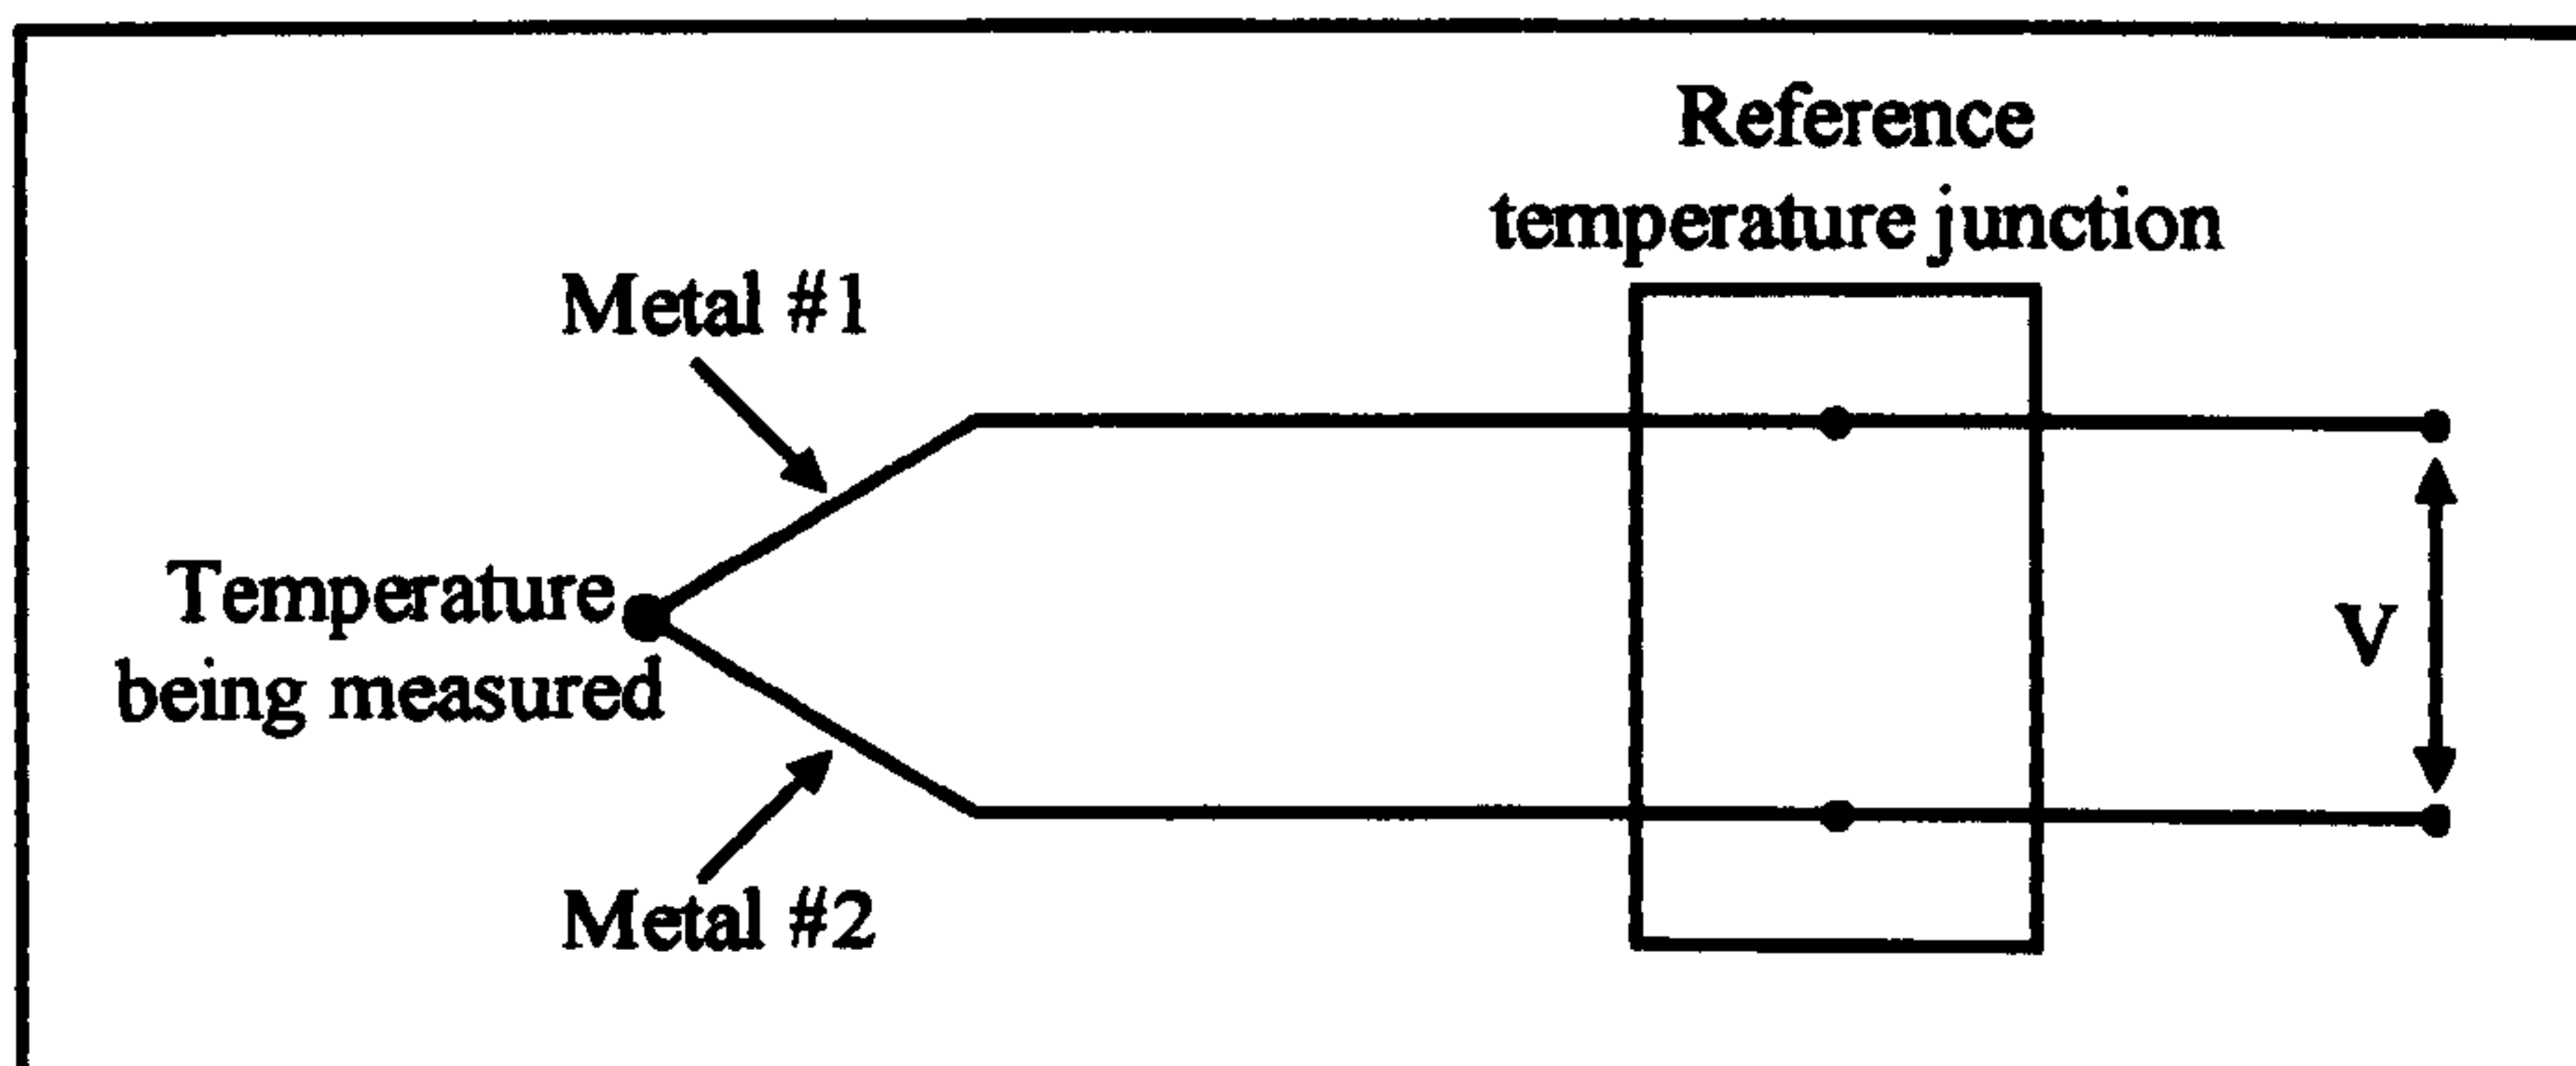 Reference
temperature junction
Metal #1
Temperature
being measured
V
Metal #2